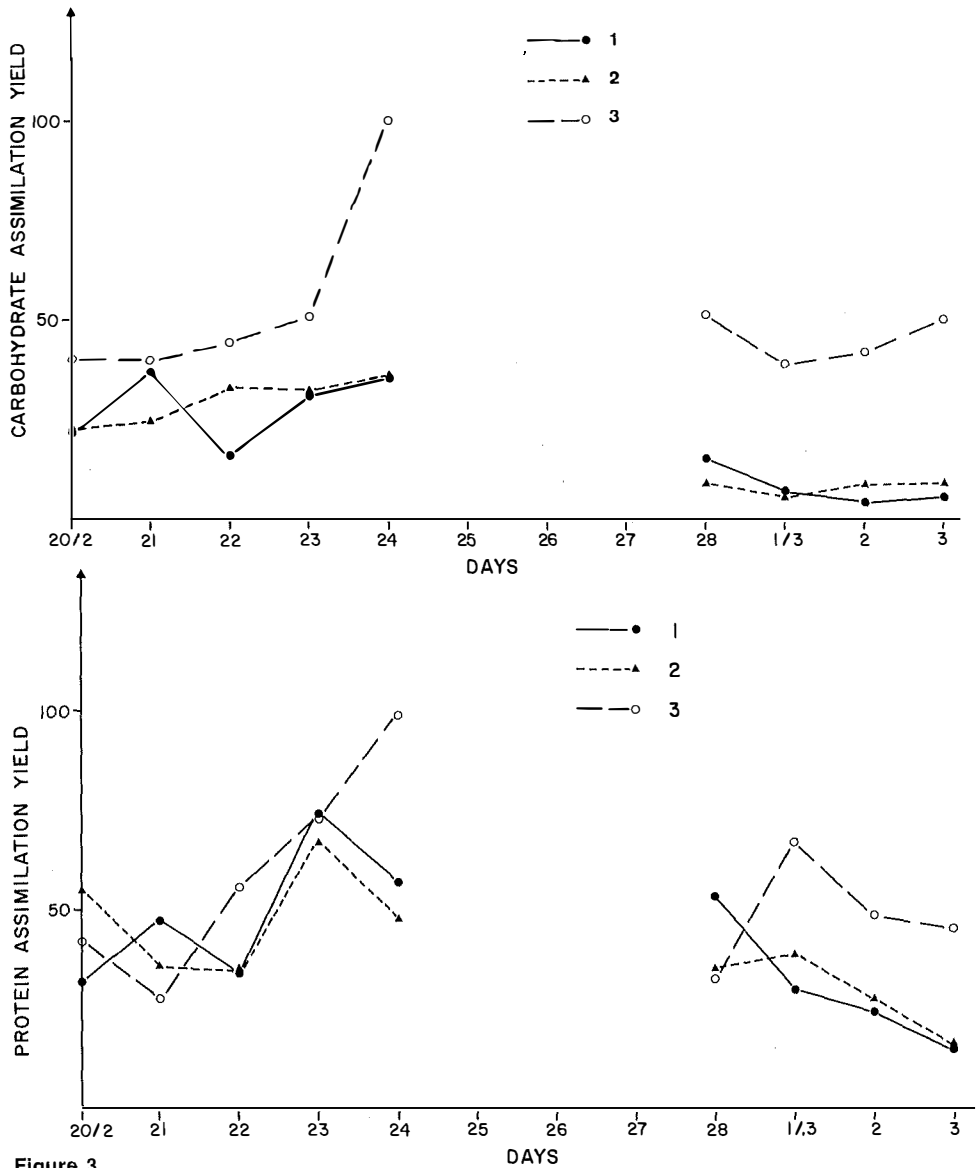 CARBOHYDRATE ASSIMILATION YIELD
1
2
3
100
50
20/2 21 22 23 24 25 26 27 28 1/3 2 3
DAYS
PROTEIN ASSIMILATION YIELD
1
2
3
100
50
20/2 21 22 23 24 25 26 27 28 1/3 2 3
DAYS
Figure 3